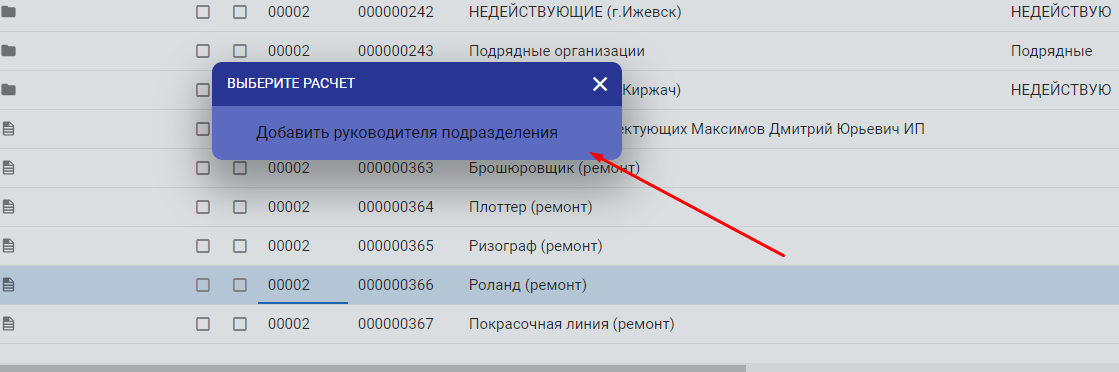 00002 000000242 НЕДЕЙСТВУЮЩИЕ (г.Ижевск) НЕДЕЙСТВУЮ
00002 000000243 Подрядные организации Подрядные
ВЫБЕРИТЕ РАСЧЕТ
Киржач) НЕДЕЙСТВУЮ
Добавить руководителя подразделения
ектующих Максимов Дмитрий Юрьевич ИП
00002 000000363 Брошюровщик (ремонт)
00002 000000364 Плоттер (ремонт)
00002 000000365 Ризограф (ремонт)
00002 000000366 Роланд (ремонт)
00002 000000367 Покрасочная линия (ремонт)